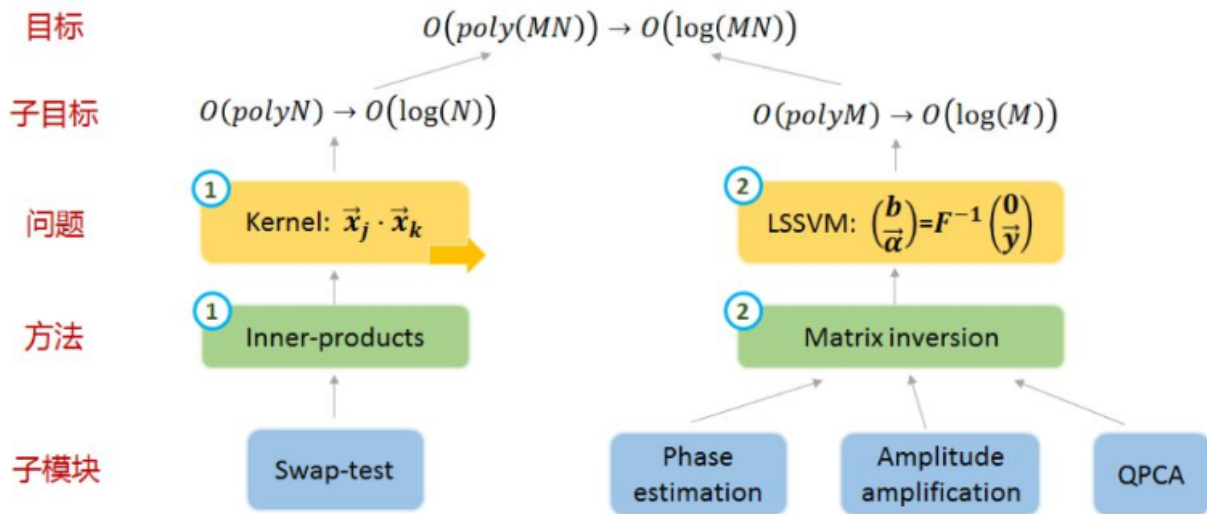 目标
O(poly(MN)) → O(log(MN))
子目标
O(polyN) → O(log(N))
O(polyM) → O(log(M))
问题
1
Kernel: x⃗_j · x⃗_k
2
LSSVM: (b α⃗)=F⁻¹(0 y⃗)
方法
1
Inner-products
2
Matrix inversion
子模块
Swap-test
Phase
estimation
Amplitude
amplification
QPCA